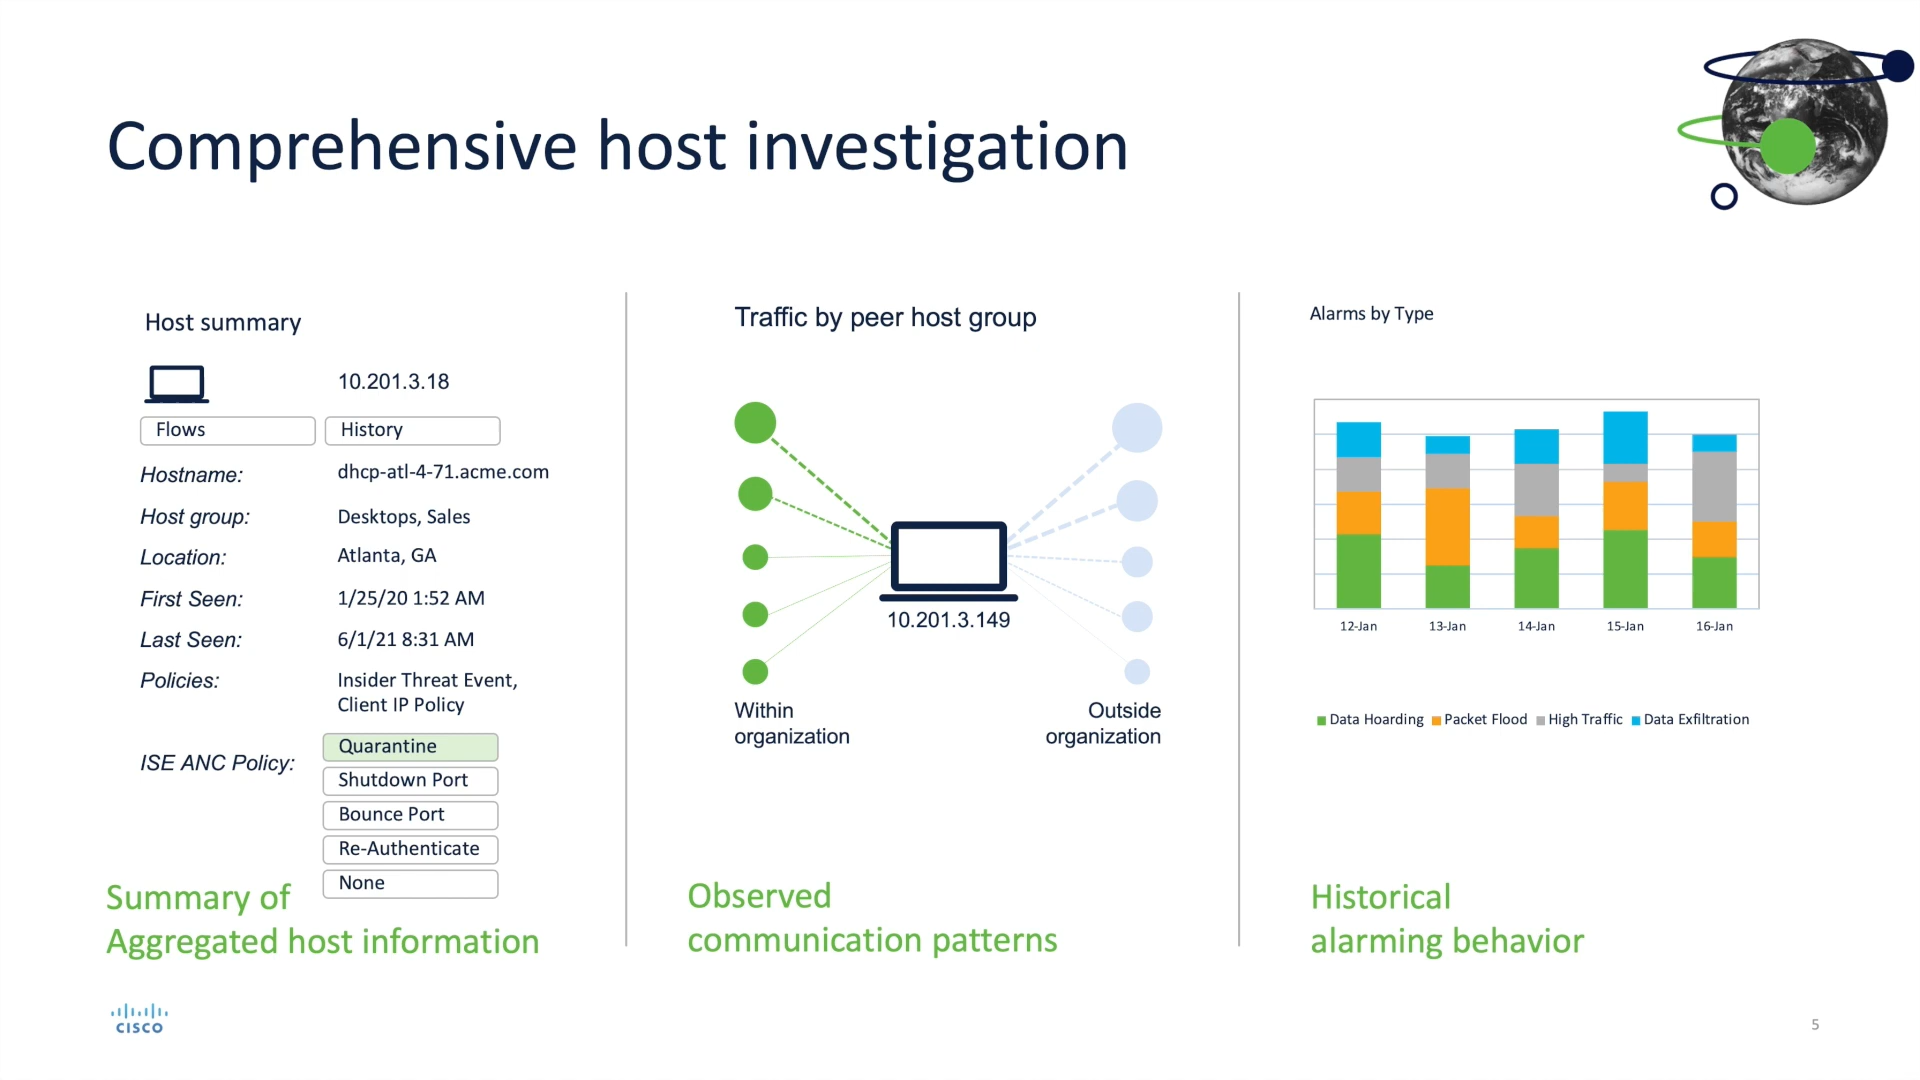 Comprehensive host investigation
Host summary
10.201.3.18
Flows
History
Hostname: dhcp-atl-4-71.acme.com
Host group: Desktops, Sales
Location: Atlanta, GA
First Seen: 1/25/20 1:52 AM
Last Seen: 6/1/21 8:31 AM
Policies: Insider Threat Event,
Client IP Policy
ISE ANC Policy:
Quarantine
Shutdown Port
Bounce Port
Re-Authenticate
None
Summary of
Aggregated host information
Traffic by peer host group
10.201.3.149
Within
organization
Outside
organization
Observed
communication patterns
Alarms by Type
12-Jan 13-Jan 14-Jan 15-Jan 16-Jan
Data Hoarding Packet Flood High Traffic Data Exfiltration
Historical
alarming behavior
CISCO
5